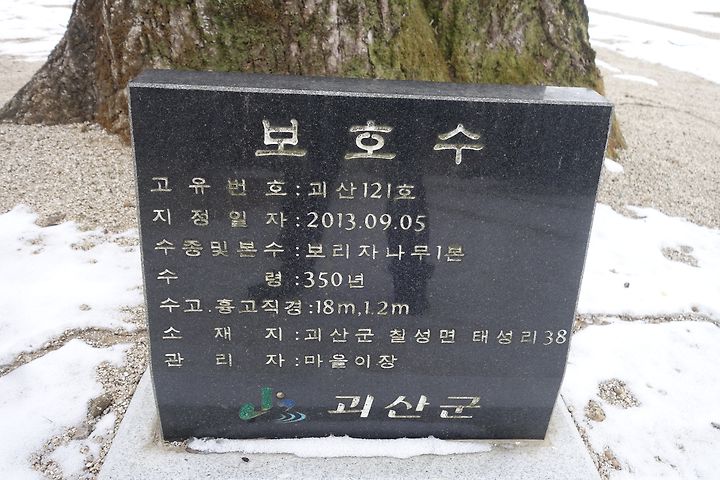 보호수
고유번호:괴산121호
지정일자:2013.09.05
수종및본수:보리자나무1본
수 령:350년
수고.흉고직경:18m,1.2m
소 재 지:괴산군 칠성면 태성리38
관 리 자:마을이장
괴산군